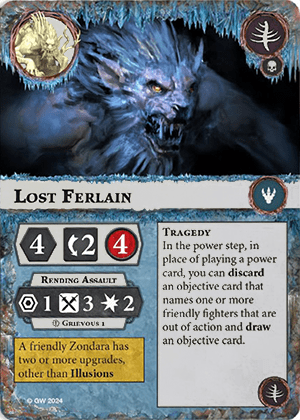 Lost Ferlain
4 2 4
Rending Assault
1 3 2
Grievous 1
A friendly Zondara has
two or more upgrades,
other than Illusions
© GW 2024
Tragedy
In the power step, in
place of playing a power
card, you can discard
an objective card that
names one or more
friendly fighters that are
out of action and draw
an objective card.